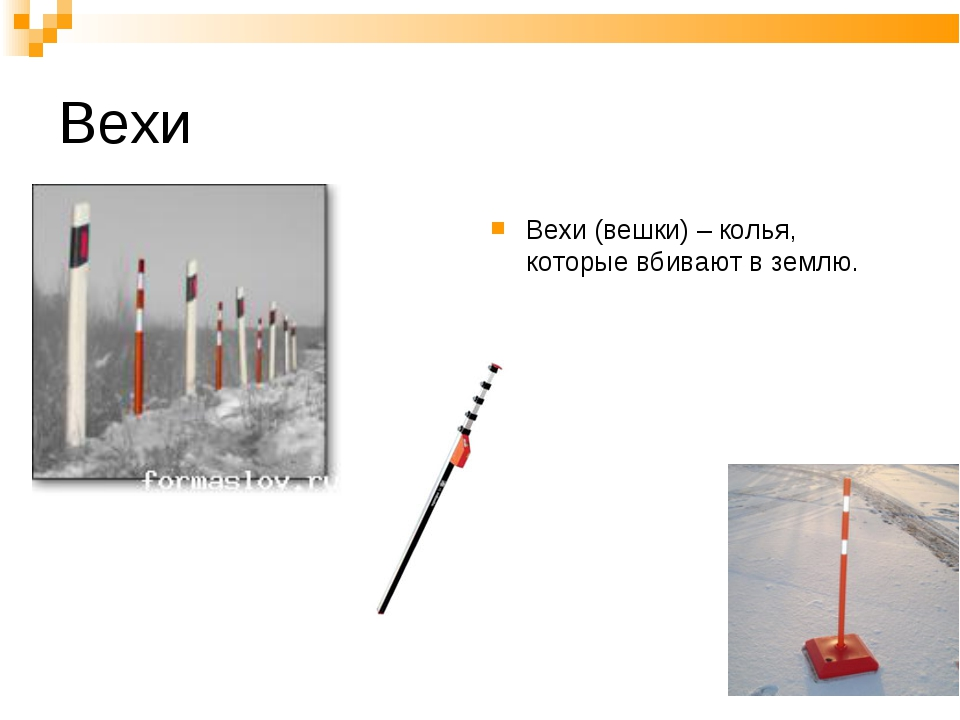 Вехи
Вехи (вешки) – колья,
которые вбивают в землю.
formaslov.ru